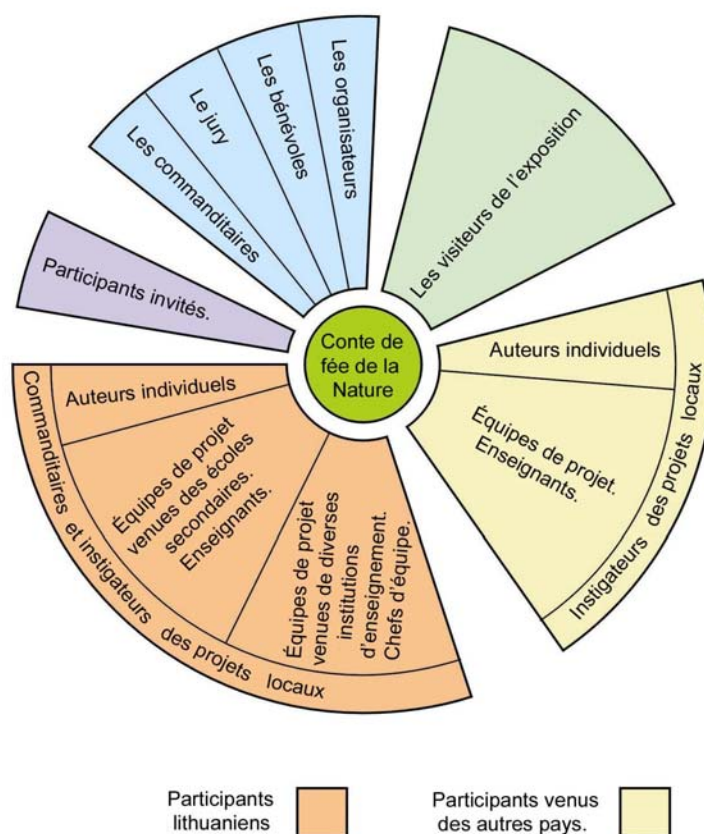 Les organisateurs
Les bénévoles
Le jury
Les commanditaires
Les visiteurs de l'exposition
Participants invités.
Conte de
fée de la
Nature
Auteurs individuels
Équipes de projet.
Enseignants.
Instigateurs des projets locaux
Auteurs individuels
Équipes de projet
venues des écoles
secondaires.
Enseignants.
Équipes de projet
venues de diverses
institutions
d'enseignement.
Chefs d'équipe.
Commanditaires et instigateurs des projets locaux
Participants
lithuaniens
Participants venus
des autres pays.